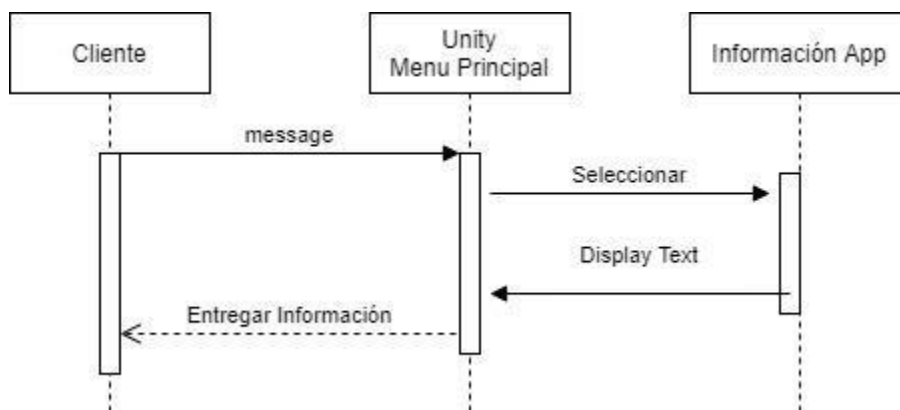 Cliente
Unity
Menu Principal
Información App
message
Seleccionar
Display Text
Entregar Información